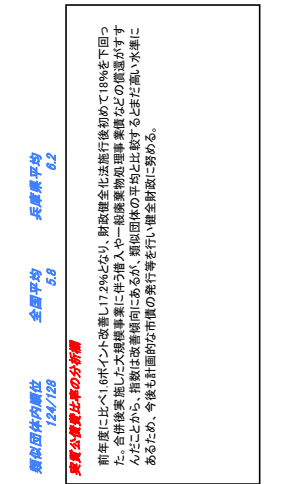 類似団体内順位 全国平均 兵庫県平均
124/128 5.8 6.2
実質公債費比率の分析欄
前年度に比べ1.6ポイント改善し17.2%となり、財政健全化法施行後初めて18%を下回っ
た。合併後実施した大規模事業に伴う借入や一般廃棄物処理事業債などの償還がすす
んだことから、指数は改善傾向にあるが、類似団体の平均と比較するとまだ高い水準に
あるため、今後も計画的な市債の発行等を行い健全財政に努める。